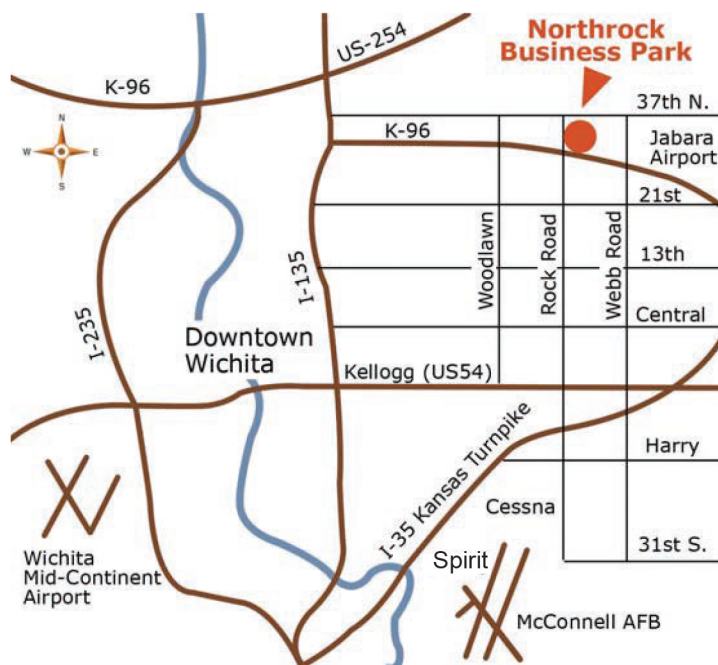 Northrock
Business Park
US-254
K-96
37th N.
K-96
Jabara
Airport
N
W E
S
21st
Woodlawn
Rock Road
Webb Road
13th
I-135
I-235
Central
Downtown
Wichita
Kellogg (US54)
I-35 Kansas Turnpike
Harry
Cessna
31st S.
Spirit
Wichita
Mid-Continent
Airport
McConnell AFB